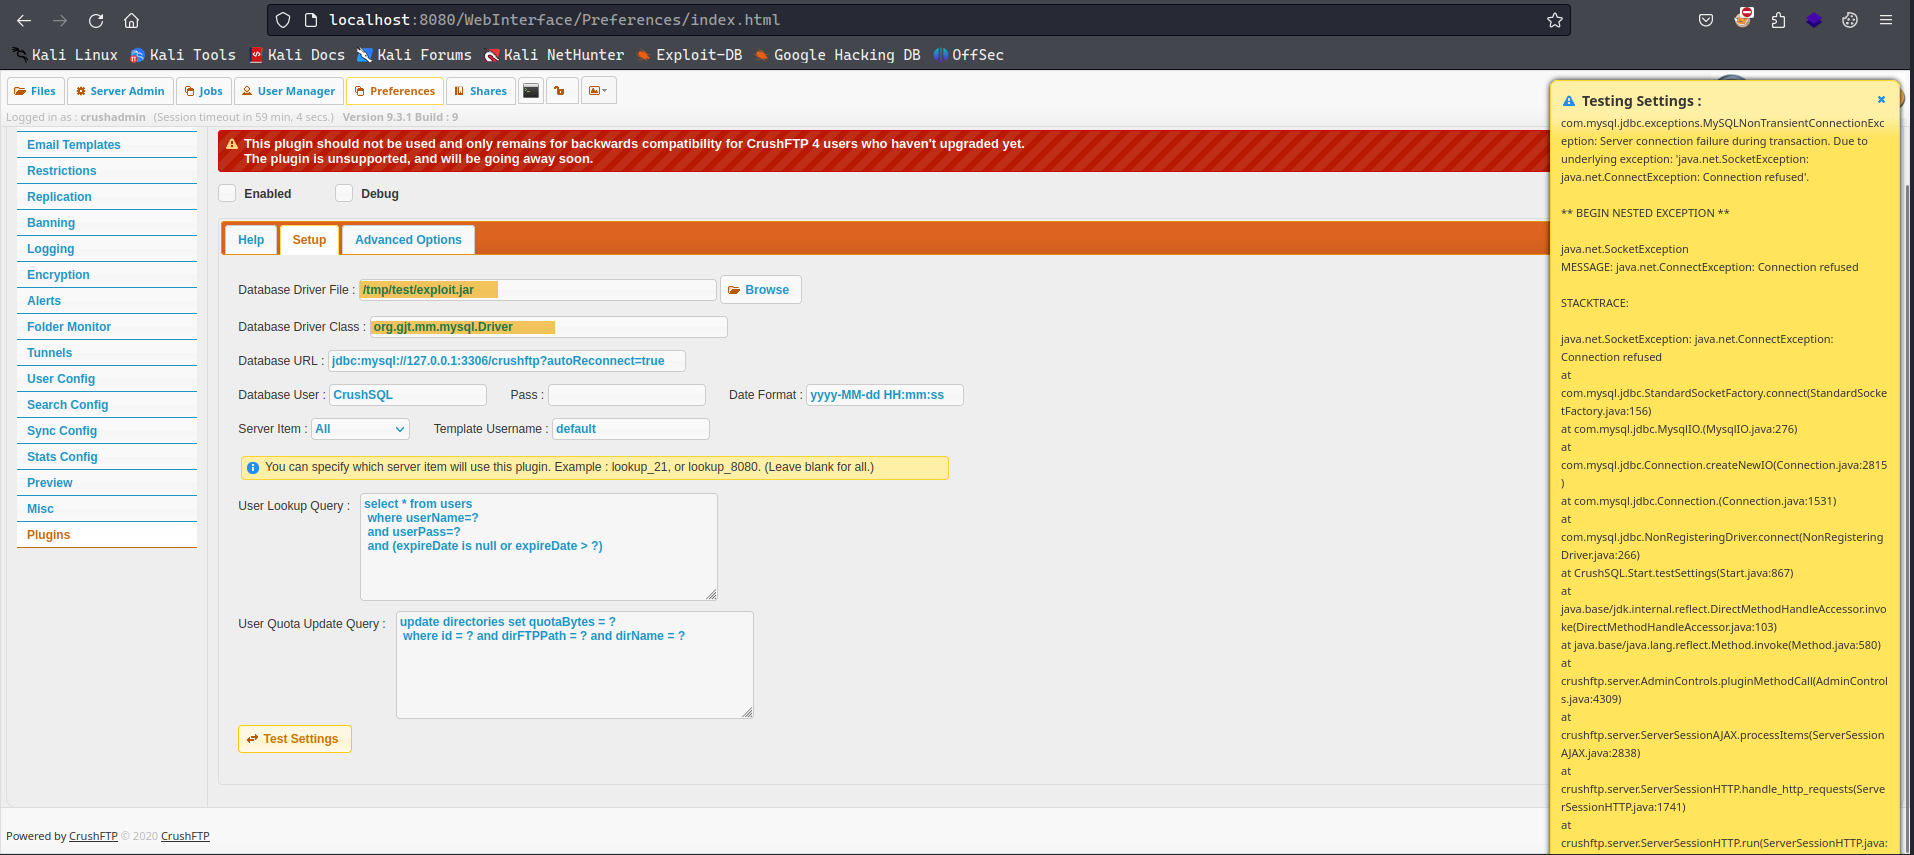 localhost:8080/WebInterface/Preferences/index.html
Kali Linux Kali Tools Kali Docs Kali Forums Kali NetHunter Exploit-DB Google Hacking DB OffSec
Files Server Admin Jobs User Manager Preferences Shares
Logged in as : crushadmin (Session timeout in 59 min, 4 secs.) Version 9.3.1 Build : 9
Email Templates
Restrictions
Replication
Banning
Logging
Encryption
Alerts
Folder Monitor
Tunnels
User Config
Search Config
Sync Config
Stats Config
Preview
Misc
Plugins
This plugin should not be used and only remains for backwards compatibility for CrushFTP 4 users who haven't upgraded yet.
The plugin is unsupported, and will be going away soon.
Enabled Debug
Help Setup Advanced Options
Database Driver File : /tmp/test/exploit.jar Browse
Database Driver Class : org.gjt.mm.mysql.Driver
Database URL : jdbc:mysql://127.0.0.1:3306/crushftp?autoReconnect=true
Database User : CrushSQL Pass : Date Format : yyyy-MM-dd HH:mm:ss
Server Item : All Template Username : default
You can specify which server item will use this plugin. Example : lookup_21, or lookup_8080. (Leave blank for all.)
User Lookup Query : select * from users
where userName=?
and userPass=?
and (expireDate is null or expireDate > ?)
User Quota Update Query : update directories set quotaBytes = ?
where id = ? and dirFTPPath = ? and dirName = ?
Test Settings
Powered by CrushFTP © 2020 CrushFTP
Testing Settings :
com.mysql.jdbc.exceptions.MySQLNonTransientConnectionExc
eption: Server connection failure during transaction. Due to
underlying exception: 'java.net.SocketException:
java.net.ConnectException: Connection refused'.
** BEGIN NESTED EXCEPTION **
java.net.SocketException
MESSAGE: java.net.ConnectException: Connection refused
STACKTRACE:
java.net.SocketException: java.net.ConnectException:
Connection refused
at
com.mysql.jdbc.StandardSocketFactory.connect(StandardSocke
tFactory.java:156)
at com.mysql.jdbc.MysqlIO.(MysqlIO.java:276)
at
com.mysql.jdbc.Connection.createNewIO(Connection.java:2815
)
at com.mysql.jdbc.Connection.(Connection.java:1531)
at
com.mysql.jdbc.NonRegisteringDriver.connect(NonRegistering
Driver.java:266)
at CrushSQL.Start.testSettings(Start.java:867)
at
java.base/jdk.internal.reflect.DirectMethodHandleAccessor.invo
ke(DirectMethodHandleAccessor.java:103)
at java.base/java.lang.reflect.Method.invoke(Method.java:580)
at
crushftp.server.AdminControls.pluginMethodCall(AdminControl
s.java:4309)
at
crushftp.server.ServerSessionAJAX.processItems(ServerSession
AJAX.java:2838)
at
crushftp.server.ServerSessionHTTP.handle_http_requests(Serve
rSessionHTTP.java:1741)
at
crushftp.server.ServerSessionHTTP.run(ServerSessionHTTP.java: